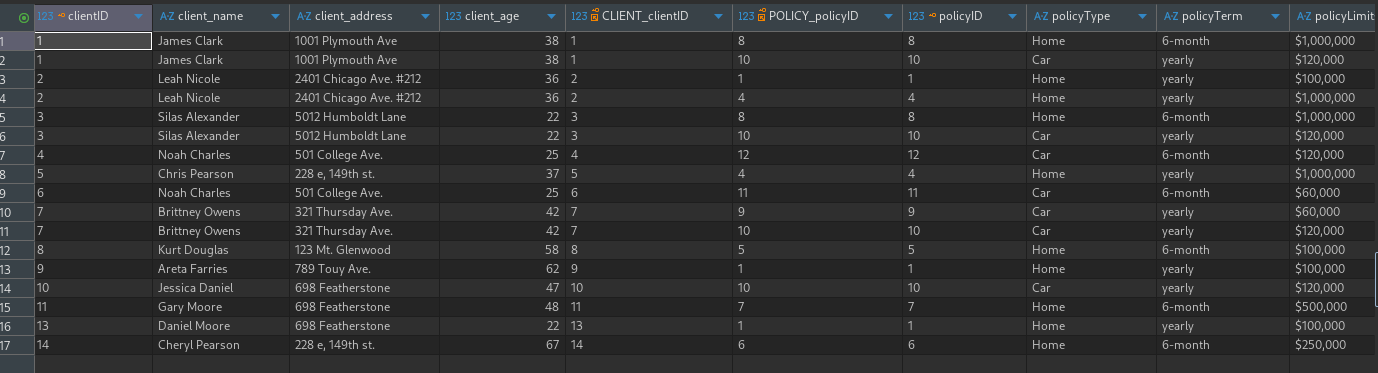 123 clientID A-Z client_name A-Z client_address 123 client_age 123 CLIENT_clientID 123 POLICY_policyID 123 policyID A-Z policyType A-Z policyTerm A-Z policyLimit
1 1 James Clark 1001 Plymouth Ave 38 1 8 8 Home 6-month $1,000,000
2 1 James Clark 1001 Plymouth Ave 38 1 10 10 Car yearly $120,000
3 2 Leah Nicole 2401 Chicago Ave. #212 36 2 1 1 Home yearly $100,000
4 2 Leah Nicole 2401 Chicago Ave. #212 36 2 4 4 Home yearly $1,000,000
5 3 Silas Alexander 5012 Humboldt Lane 22 3 8 8 Home 6-month $1,000,000
6 3 Silas Alexander 5012 Humboldt Lane 22 3 10 10 Car yearly $120,000
7 4 Noah Charles 501 College Ave. 25 4 12 12 Car 6-month $120,000
8 5 Chris Pearson 228 e, 149th st. 37 5 4 4 Home yearly $1,000,000
9 6 Noah Charles 501 College Ave. 25 6 11 11 Car 6-month $60,000
10 7 Brittney Owens 321 Thursday Ave. 42 7 9 9 Car yearly $60,000
11 7 Brittney Owens 321 Thursday Ave. 42 7 10 10 Car yearly $120,000
12 8 Kurt Douglas 123 Mt. Glenwood 58 8 5 5 Home 6-month $100,000
13 9 Areta Farries 789 Touy Ave. 62 9 1 1 Home yearly $100,000
14 10 Jessica Daniel 698 Featherstone 47 10 10 10 Car yearly $120,000
15 11 Gary Moore 698 Featherstone 48 11 7 7 Home 6-month $500,000
16 13 Daniel Moore 698 Featherstone 22 13 1 1 Home yearly $100,000
17 14 Cheryl Pearson 228 e, 149th st. 67 14 6 6 Home 6-month $250,000